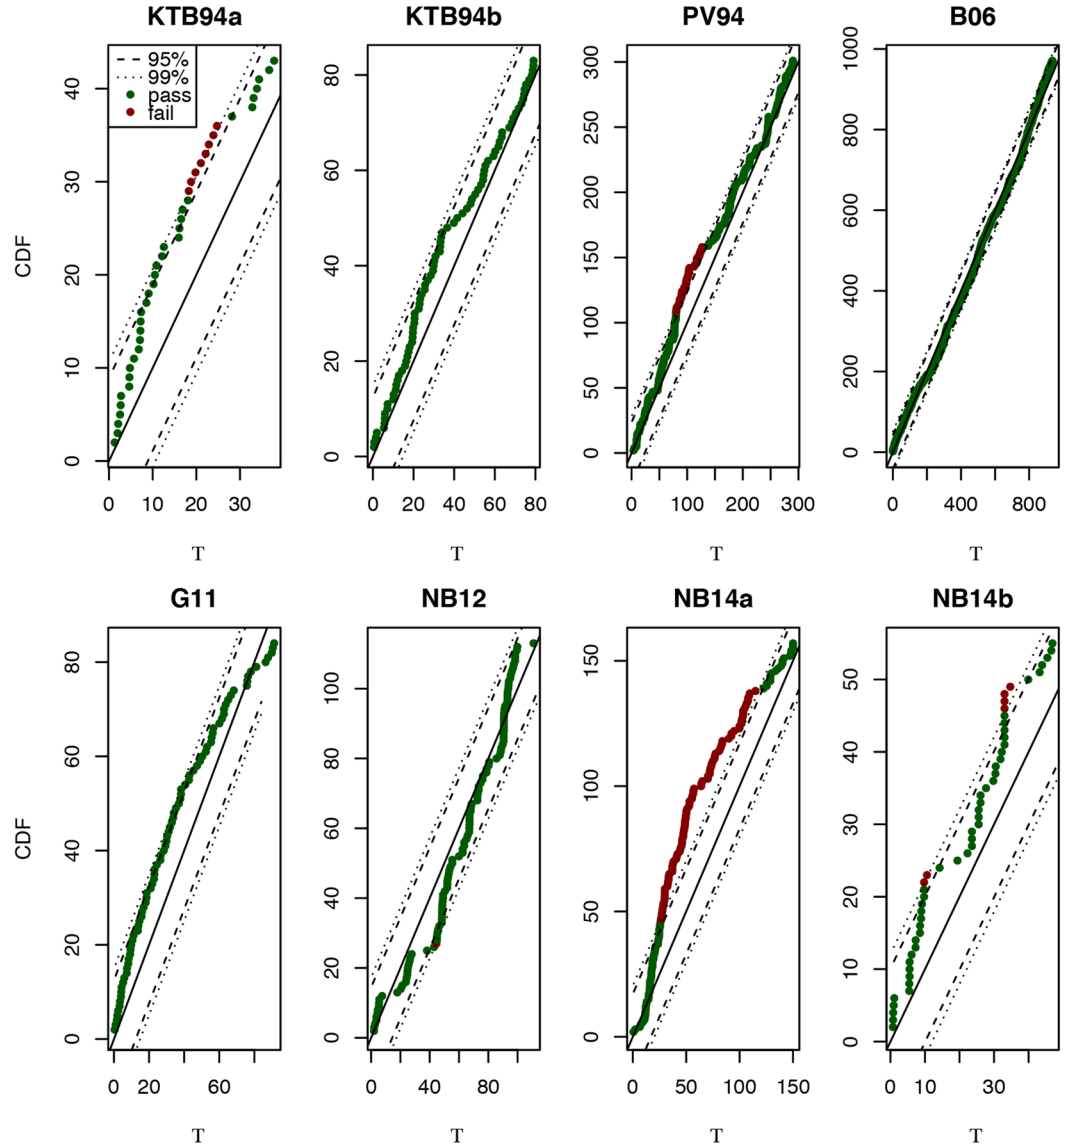 KTB94a KTB94b PV94 B06
95%
99%
pass
fail
CDF
0 10 20 30 40
0 20 40 60 80
0 50 100 150 200 250 300
0 200 400 600 800 1000
0 10 20 30
0 20 40 60 80
0 100 200 300
0 400 800
T T T T
G11 NB12 NB14a NB14b
CDF
0 20 40 60 80
0 20 40 60 80 100
0 50 100 150
0 10 20 30 40 50
0 20 60
0 40 80
0 50 100 150
0 10 30
T T T T